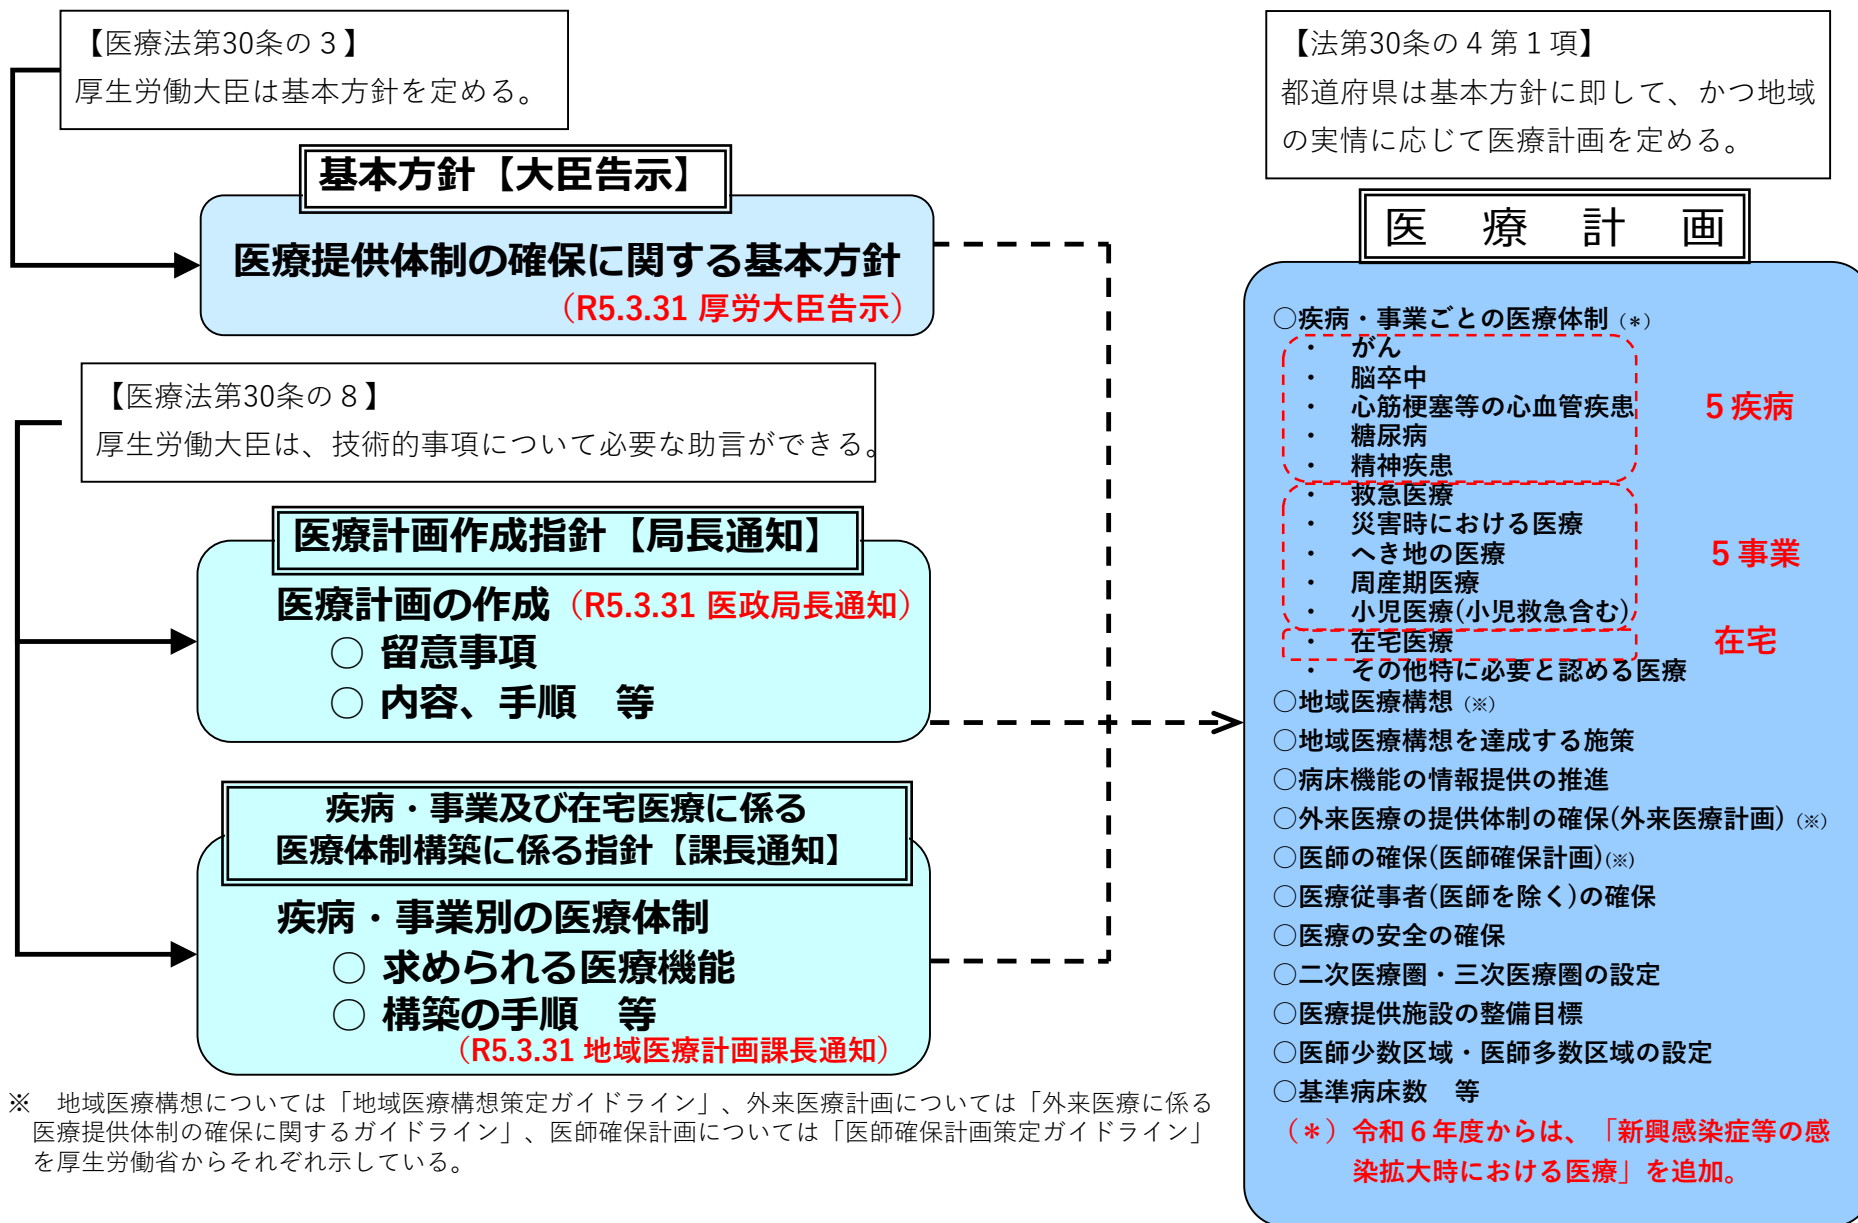 【医療法第30条の３】
厚生労働大臣は基本方針を定める。
基本方針【大臣告示】
医療提供体制の確保に関する基本方針
（R5.3.31 厚労大臣告示）
【医療法第30条の８】
厚生労働大臣は、技術的事項について必要な助言ができる。
医療計画作成指針【局長通知】
医療計画の作成（R5.3.31 医政局長通知）
○ 留意事項
○ 内容、手順　等
疾病・事業及び在宅医療に係る
医療体制構築に係る指針【課長通知】
疾病・事業別の医療体制
○ 求められる医療機能
○ 構築の手順　等
（R5.3.31 地域医療計画課長通知）
※　地域医療構想については「地域医療構想策定ガイドライン」、外来医療計画については「外来医療に係る
医療提供体制の確保に関するガイドライン」、医師確保計画については「医師確保計画策定ガイドライン」
を厚生労働省からそれぞれ示している。
【法第30条の４第１項】
都道府県は基本方針に即して、かつ地域
の実情に応じて医療計画を定める。
医　療　計　画
○疾病・事業ごとの医療体制（＊）
・　がん
・　脳卒中
・　心筋梗塞等の心血管疾患
・　糖尿病
・　精神疾患
５疾病
・　救急医療
・　災害時における医療
・　へき地の医療
・　周産期医療
・　小児医療(小児救急含む)
５事業
・　在宅医療
在宅
・　その他特に必要と認める医療
○地域医療構想（※）
○地域医療構想を達成する施策
○病床機能の情報提供の推進
○外来医療の提供体制の確保(外来医療計画)（※）
○医師の確保(医師確保計画)(※)
○医療従事者(医師を除く)の確保
○医療の安全の確保
○二次医療圏・三次医療圏の設定
○医療提供施設の整備目標
○医師少数区域・医師多数区域の設定
○基準病床数　等
（＊）令和６年度からは、「新興感染症等の感
染拡大時における医療」を追加。